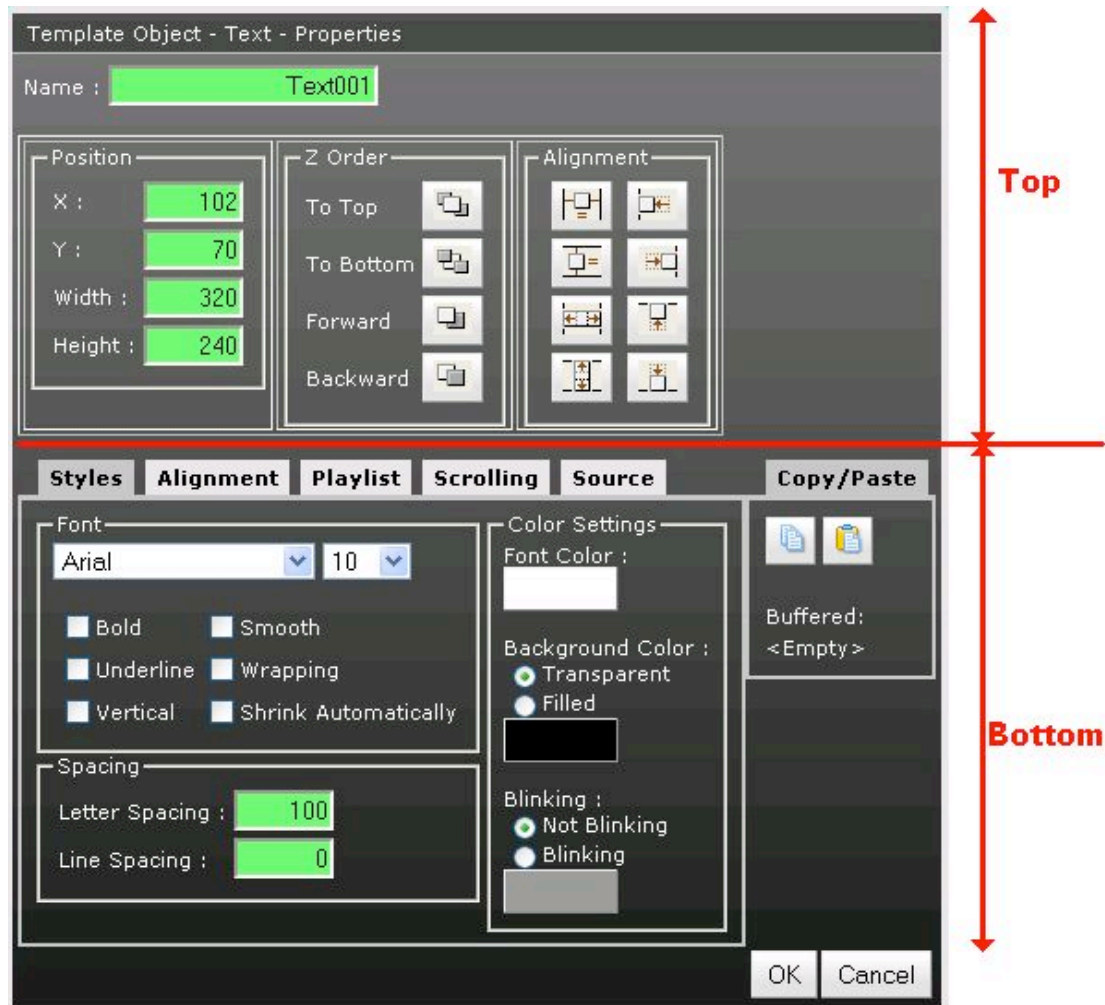 Template Object - Text - Properties
Name : Text001
Position
X : 102
Y : 70
Width : 320
Height : 240
Z Order
To Top
To Bottom
Forward
Backward
Alignment
Top
Styles Alignment Playlist Scrolling Source Copy/Paste
Font
Arial 10
Bold Smooth
Underline Wrapping
Vertical Shrink Automatically
Spacing
Letter Spacing : 100
Line Spacing : 0
Color Settings
Font Color :
Background Color :
Transparent
Filled
Blinking :
Not Blinking
Blinking
Buffered:
<Empty>
Bottom
OK Cancel